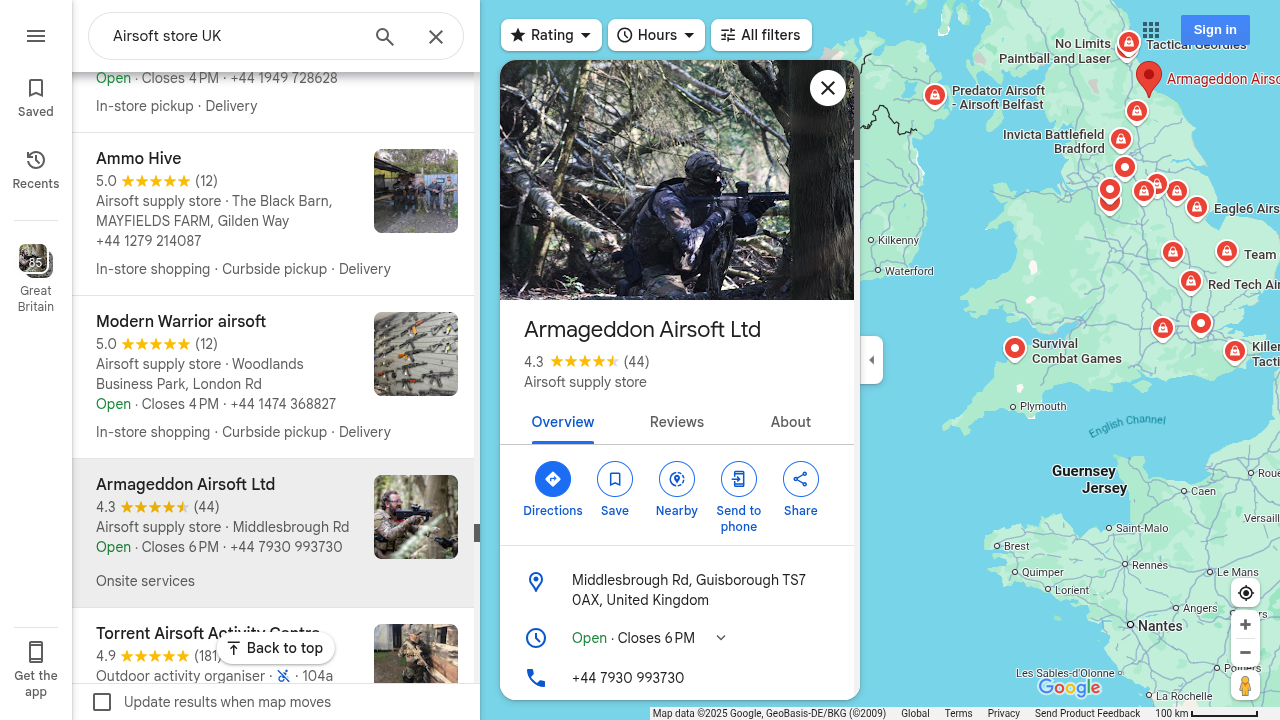 Airsoft store UK
Saved
Recents
85
Great
Britain
Get the
app
Open · Closes 4 PM · +44 1949 728628
In-store pickup · Delivery
Ammo Hive
5.0 (12)
Airsoft supply store · The Black Barn,
MAYFIELDS FARM, Gilden Way
+44 1279 214087
In-store shopping · Curbside pickup · Delivery
Modern Warrior airsoft
5.0 (12)
Airsoft supply store · Woodlands
Business Park, London Rd
Open · Closes 4 PM · +44 1474 368827
In-store shopping · Curbside pickup · Delivery
Armageddon Airsoft Ltd
4.3 (44)
Airsoft supply store · Middlesbrough Rd
Open · Closes 6 PM · +44 7930 993730
Onsite services
Torrent Airsoft Activity Centre
4.9 (181)
Outdoor activity organiser · 104a
Back to top
Update results when map moves
Rating
Hours
All filters
Armageddon Airsoft Ltd
4.3 (44)
Airsoft supply store
Overview
Reviews
About
Directions
Save
Nearby
Send to
phone
Share
Middlesbrough Rd, Guisborough TS7
0AX, United Kingdom
Open · Closes 6 PM
+44 7930 993730
Sign in
No Limits
Paintball and Laser
Tactical Geordies
Armageddon Airso
Predator Airsoft
- Airsoft Belfast
Invicta Battlefield
Bradford
Eagle6 Airs
Kilkenny
Waterford
Team
Red Tech Air
Survival
Combat Games
Killer
Tacti
Plymouth
English Channel
Guernsey
Jersey
Caen
Roue
Saint-Malo
Versaill
Brest
Quimper
Rennes
Le Mans
Lorient
Angers
Nantes
Tours
Poitiers
Les Sables-d'Olonne
La Rochelle
Google
Map data ©2025 Google, GeoBasis-DE/BKG (©2009)
Global
Terms
Privacy
Send Product Feedback
100 km